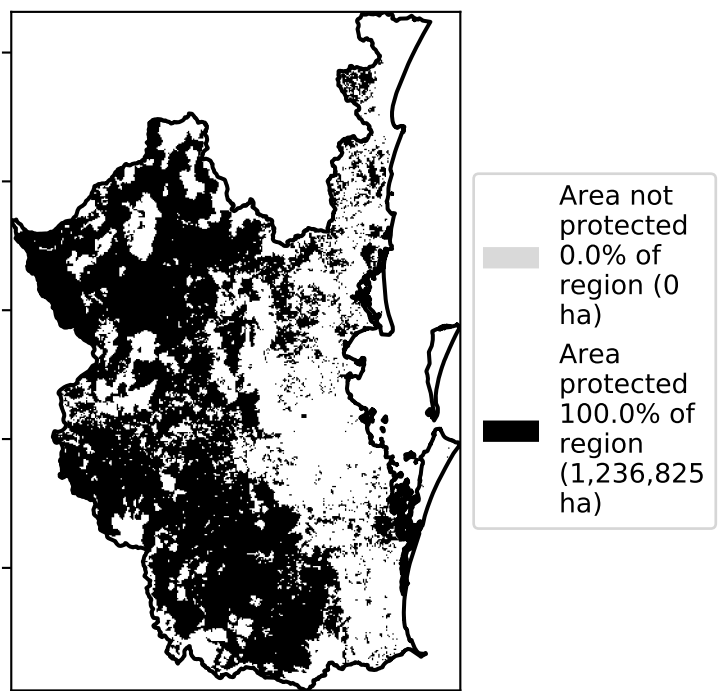 Area not
protected
0.0% of
region (0
ha)
Area
protected
100.0% of
region
(1,236,825
ha)